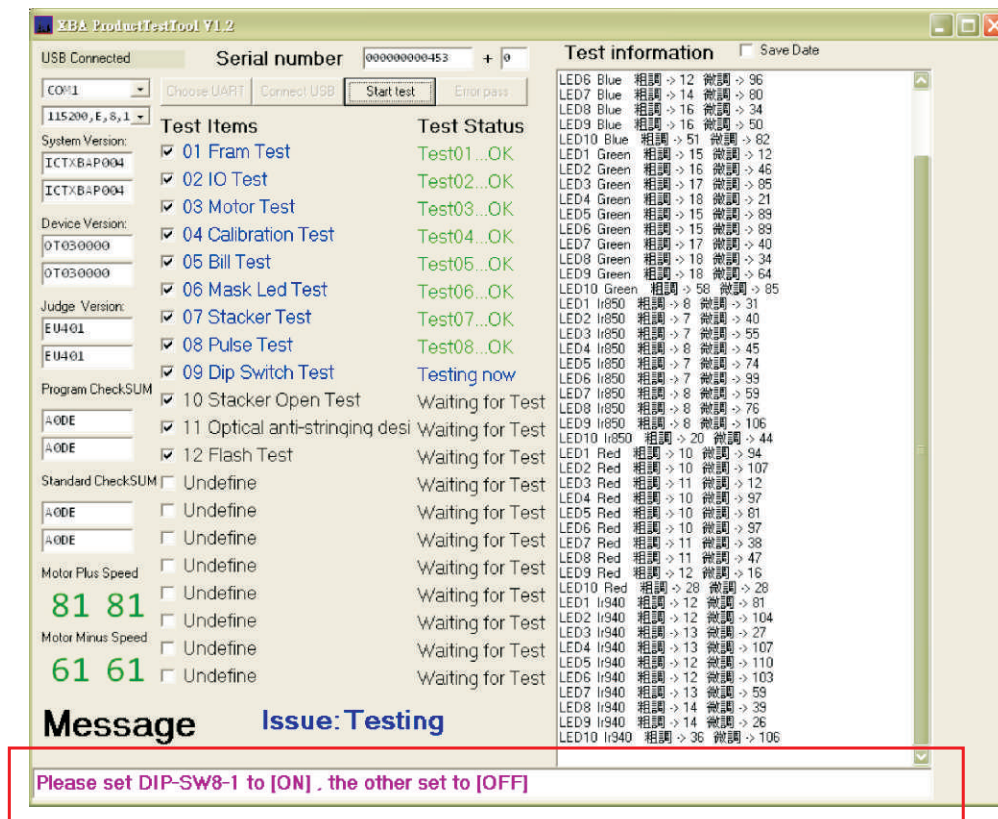 XBA ProductTestTool V1.2
USB Connected
Serial number
000000000453
+
0
Test information
Save Date
COM1
Choose UART
Connect USB
Start test
Error pass
115200,E,8,1
System Version:
ICTXBAP004
ICTXBAP004
Device Version:
OT030000
OT030000
Judge Version:
EU401
EU401
Program CheckSUM
A0DE
A0DE
Standard CheckSUM
A0DE
A0DE
Motor Plus Speed
81 81
Motor Minus Speed
61 61
Test Items Test Status
01 Fram Test Test01...OK
02 IO Test Test02...OK
03 Motor Test Test03...OK
04 Calibration Test Test04...OK
05 Bill Test Test05...OK
06 Mask Led Test Test06...OK
07 Stacker Test Test07...OK
08 Pulse Test Test08...OK
09 Dip Switch Test Testing now
10 Stacker Open Test Waiting for Test
11 Optical anti-stringing desi Waiting for Test
12 Flash Test Waiting for Test
Undefine Waiting for Test
Undefine Waiting for Test
Undefine Waiting for Test
Undefine Waiting for Test
Undefine Waiting for Test
Undefine Waiting for Test
Undefine Waiting for Test
Undefine Waiting for Test
LED6 Blue 粗調 -> 12 微調 -> 96
LED7 Blue 粗調 -> 14 微調 -> 80
LED8 Blue 粗調 -> 16 微調 -> 34
LED9 Blue 粗調 -> 16 微調 -> 50
LED10 Blue 粗調 -> 51 微調 -> 82
LED1 Green 粗調 -> 15 微調 -> 12
LED2 Green 粗調 -> 16 微調 -> 46
LED3 Green 粗調 -> 17 微調 -> 85
LED4 Green 粗調 -> 18 微調 -> 21
LED5 Green 粗調 -> 15 微調 -> 89
LED6 Green 粗調 -> 15 微調 -> 89
LED7 Green 粗調 -> 17 微調 -> 40
LED8 Green 粗調 -> 18 微調 -> 34
LED9 Green 粗調 -> 18 微調 -> 64
LED10 Green 粗調 -> 58 微調 -> 85
LED1 Ir850 粗調 -> 8 微調 -> 31
LED2 Ir850 粗調 -> 7 微調 -> 40
LED3 Ir850 粗調 -> 7 微調 -> 55
LED4 Ir850 粗調 -> 8 微調 -> 45
LED5 Ir850 粗調 -> 7 微調 -> 74
LED6 Ir850 粗調 -> 7 微調 -> 99
LED7 Ir850 粗調 -> 8 微調 -> 59
LED8 Ir850 粗調 -> 8 微調 -> 76
LED9 Ir850 粗調 -> 8 微調 -> 106
LED10 Ir850 粗調 -> 20 微調 -> 44
LED1 Red 粗調 -> 10 微調 -> 94
LED2 Red 粗調 -> 10 微調 -> 107
LED3 Red 粗調 -> 11 微調 -> 12
LED4 Red 粗調 -> 10 微調 -> 97
LED5 Red 粗調 -> 10 微調 -> 81
LED6 Red 粗調 -> 10 微調 -> 97
LED7 Red 粗調 -> 11 微調 -> 38
LED8 Red 粗調 -> 11 微調 -> 47
LED9 Red 粗調 -> 12 微調 -> 16
LED10 Red 粗調 -> 28 微調 -> 28
LED1 Ir940 粗調 -> 12 微調 -> 81
LED2 Ir940 粗調 -> 12 微調 -> 104
LED3 Ir940 粗調 -> 13 微調 -> 27
LED4 Ir940 粗調 -> 13 微調 -> 107
LED5 Ir940 粗調 -> 12 微調 -> 110
LED6 Ir940 粗調 -> 12 微調 -> 103
LED7 Ir940 粗調 -> 13 微調 -> 59
LED8 Ir940 粗調 -> 14 微調 -> 39
LED9 Ir940 粗調 -> 14 微調 -> 26
LED10 Ir940 粗調 -> 36 微調 -> 106
Message Issue:Testing
Please set DIP-SW8-1 to [ON] , the other set to [OFF]